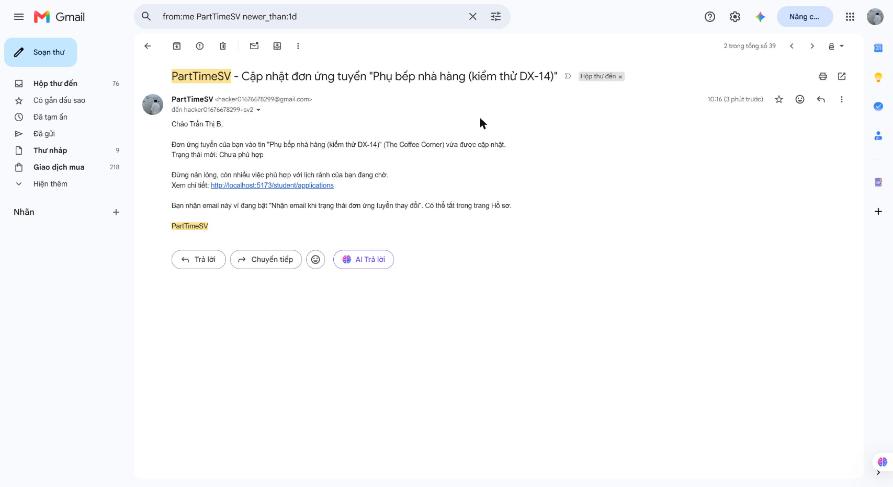 Gmail
from:me PartTimeSV newer_than:1d
Nâng c...
Soạn thư
2 trong tổng số 39
Hộp thư đến 76
Có gắn dấu sao
Đã tạm ẩn
Đã gửi
Thư nháp 9
Giao dịch mua 218
Hiện thêm
Nhãn
PartTimeSV - Cập nhật đơn ứng tuyển "Phụ bếp nhà hàng (kiểm thử DX-14)"
Hộp thư đến x
PartTimeSV <hacker01676678299@gmail.com>
10:16 (3 phút trước)
đến hacker01676678299+sv2
Chào Trần Thị B,
Đơn ứng tuyển của bạn vào tin "Phụ bếp nhà hàng (kiểm thử DX-14)" (The Coffee Corner) vừa được cập nhật.
Trạng thái mới: Chưa phù hợp
Đừng nản lòng, còn nhiều việc phù hợp với lịch rảnh của bạn đang chờ.
Xem chi tiết: http://localhost:5173/student/applications
Bạn nhận email này vì đang bật "Nhận email khi trạng thái đơn ứng tuyển thay đổi". Có thể tắt trong trang Hồ sơ.
PartTimeSV
Trả lời
Chuyển tiếp
AI Trả lời